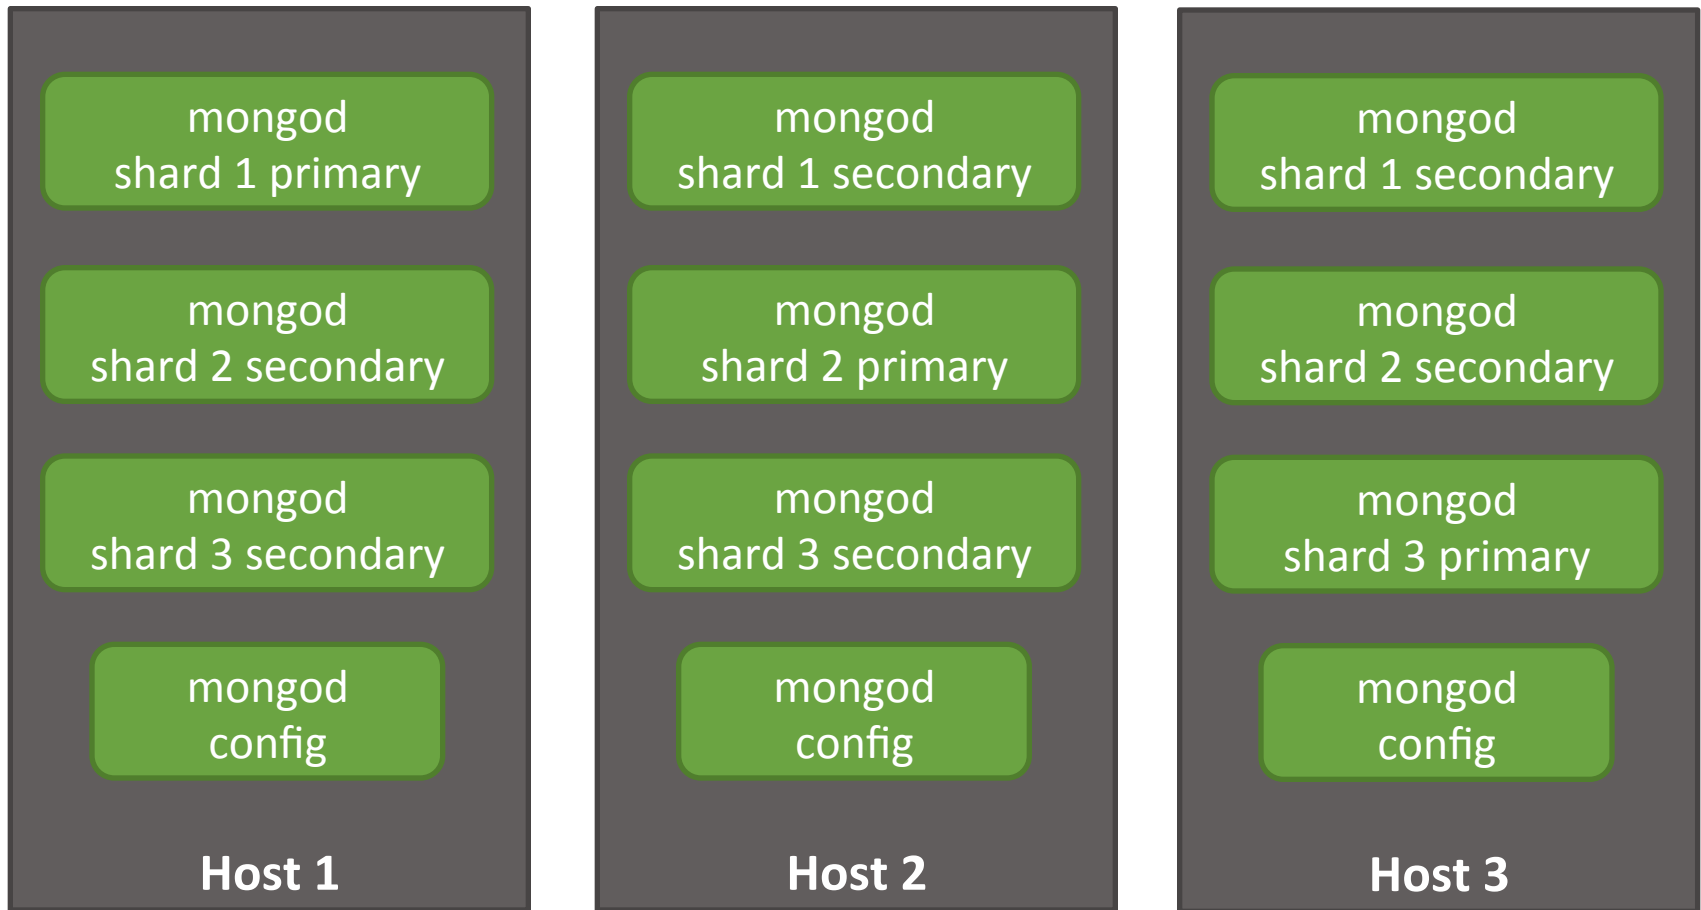 mongod
shard 1 primary
mongod
shard 2 secondary
mongod
shard 3 secondary
mongod
config
Host 1
mongod
shard 1 secondary
mongod
shard 2 primary
mongod
shard 3 secondary
mongod
config
Host 2
mongod
shard 1 secondary
mongod
shard 2 secondary
mongod
shard 3 primary
mongod
config
Host 3